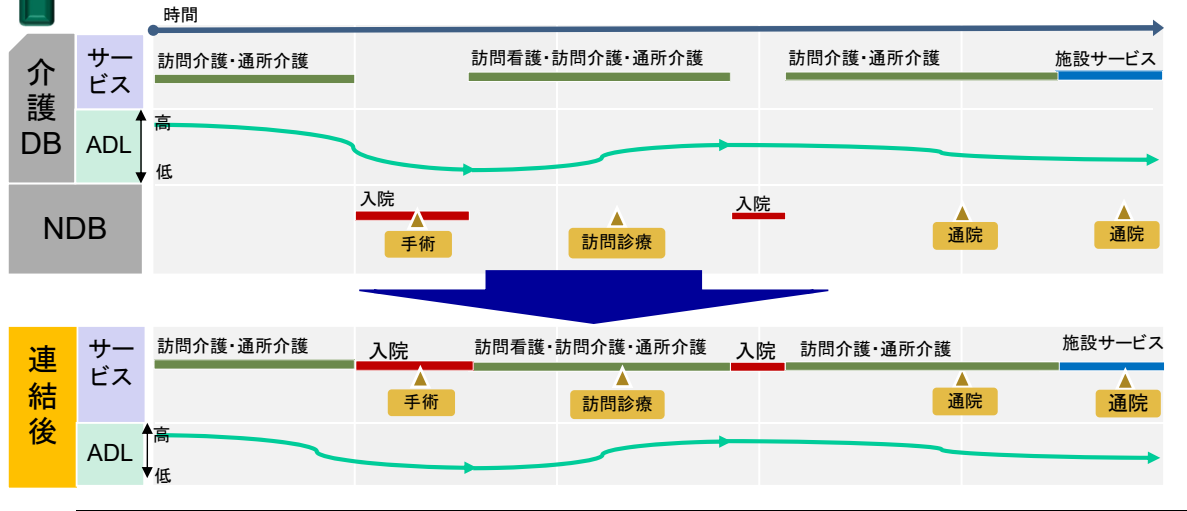 時間
介護DB
サービス
訪問介護・通所介護
訪問看護・訪問介護・通所介護
訪問介護・通所介護
施設サービス
ADL
高
低
NDB
入院
手術
訪問診療
入院
通院
通院
連結後
サービス
訪問介護・通所介護
入院
訪問看護・訪問介護・通所介護
入院
訪問介護・通所介護
施設サービス
手術
訪問診療
通院
通院
ADL
高
低